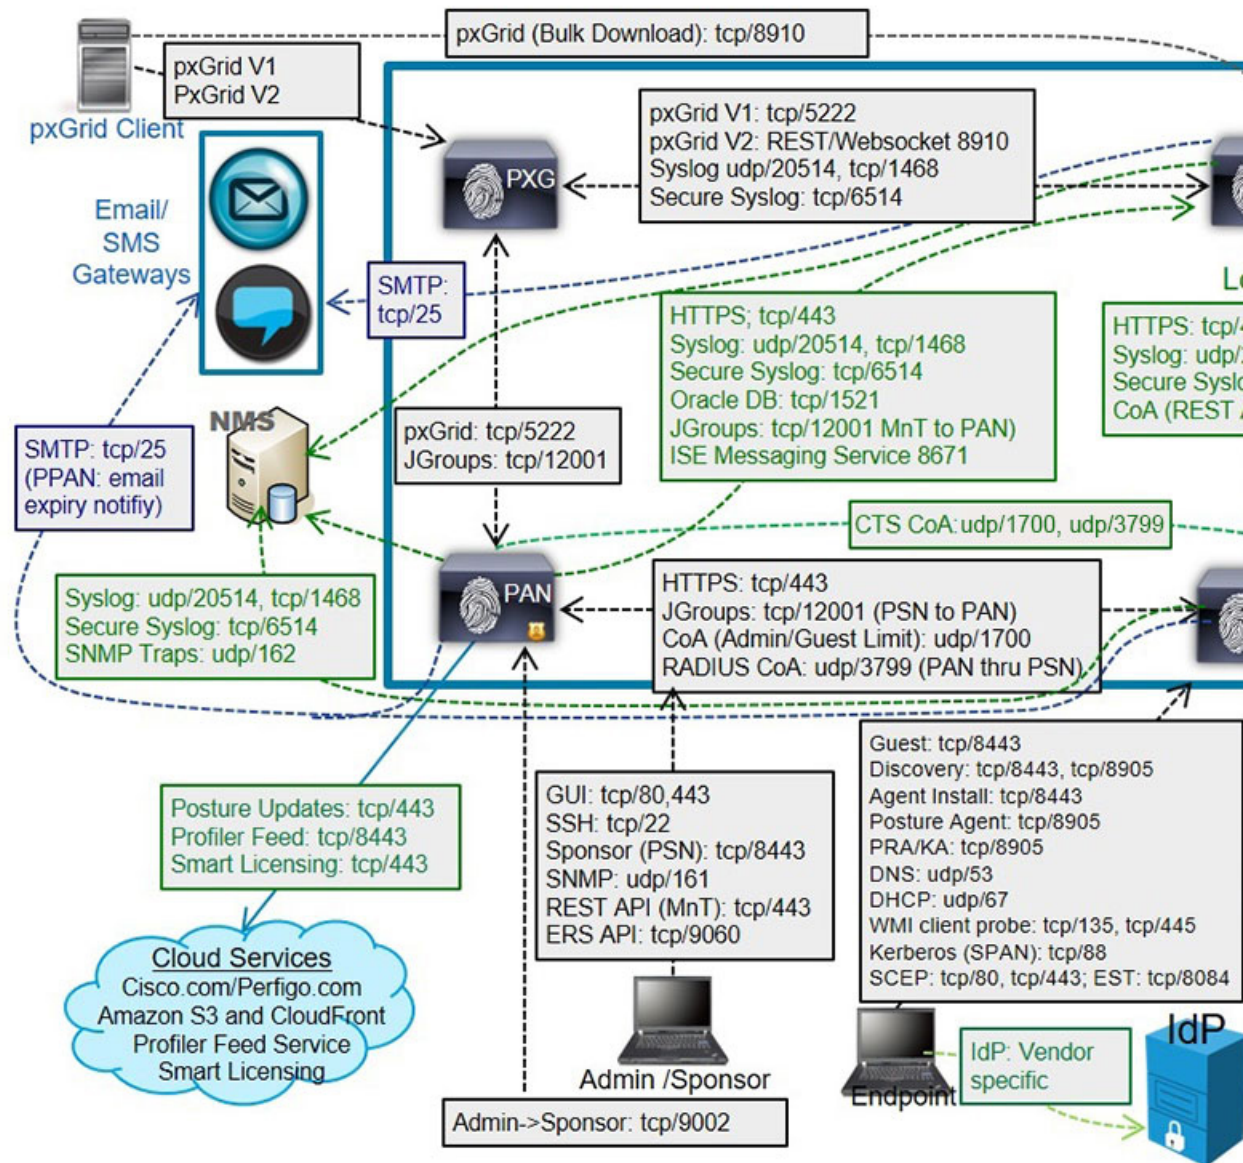 pxGrid (Bulk Download): tcp/8910
pxGrid V1
PxGrid V2
pxGrid Client
pxGrid V1: tcp/5222
pxGrid V2: REST/Websocket 8910
Syslog udp/20514, tcp/1468
Secure Syslog: tcp/6514
PXG
Email/
SMS
Gateways
SMTP:
tcp/25
HTTPS; tcp/443
Syslog: udp/20514, tcp/1468
Secure Syslog: tcp/6514
Oracle DB: tcp/1521
JGroups: tcp/12001 MnT to PAN)
ISE Messaging Service 8671
HTTPS: tcp/4
Syslog: udp/2
Secure Syslo
CoA (REST A
NMS
SMTP: tcp/25
(PPAN: email
expiry notifiy)
pxGrid: tcp/5222
JGroups: tcp/12001
CTS CoA:udp/1700, udp/3799
PAN
HTTPS: tcp/443
JGroups: tcp/12001 (PSN to PAN)
CoA (Admin/Guest Limit): udp/1700
RADIUS CoA: udp/3799 (PAN thru PSN)
Syslog: udp/20514, tcp/1468
Secure Syslog: tcp/6514
SNMP Traps: udp/162
Posture Updates: tcp/443
Profiler Feed: tcp/8443
Smart Licensing: tcp/443
GUI: tcp/80,443
SSH: tcp/22
Sponsor (PSN): tcp/8443
SNMP: udp/161
REST API (MnT): tcp/443
ERS API: tcp/9060
Guest: tcp/8443
Discovery: tcp/8443, tcp/8905
Agent Install: tcp/8443
Posture Agent: tcp/8905
PRA/KA: tcp/8905
DNS: udp/53
DHCP: udp/67
WMI client probe: tcp/135, tcp/445
Kerberos (SPAN): tcp/88
SCEP: tcp/80, tcp/443; EST: tcp/8084
Cloud Services
Cisco.com/Perfigo.com
Amazon S3 and CloudFront
Profiler Feed Service
Smart Licensing
Admin /Sponsor
Endpoint
IdP: Vendor
specific
IdP
Admin->Sponsor: tcp/9002